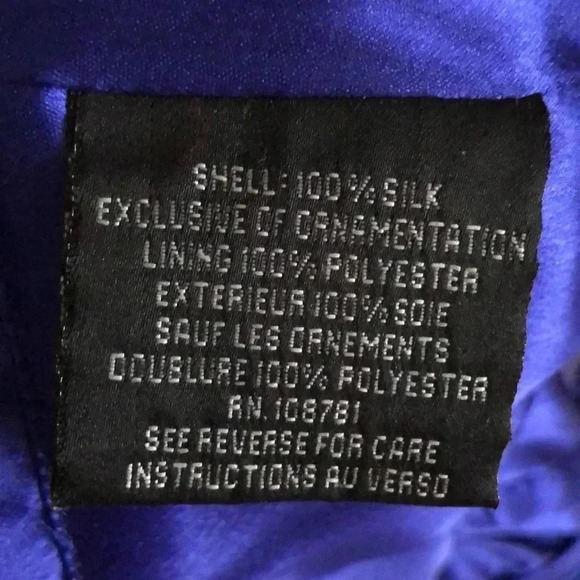 SHELL: 100% SILK
EXCLUSIVE OF ORNAMENTATION
LINING 100% POLYESTER
EXTERIEUR 100% SOIE
SAUF LES ORNEMENTS
DOUBLURE 100% POLYESTER
RN. 108781
SEE REVERSE FOR CARE
INSTRUCTIONS AU VERSO